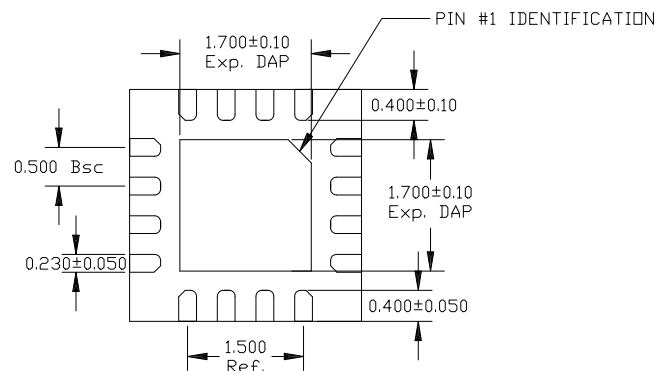 PIN #1 IDENTIFICATION
1.700±0.10
Exp. DAP
0.400±0.10
0.500 Bsc
1.700±0.10
Exp. DAP
0.230±0.050
0.400±0.050
1.500
Ref.